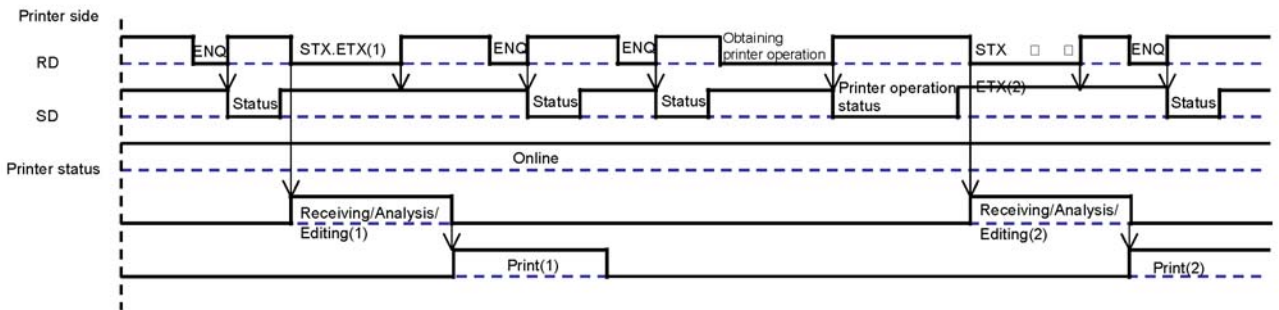 Printer side
RD
ENQ
STX.ETX(1)
ENQ
ENQ
Obtaining
printer operation
STX □ □
ENQ
SD
Status
Status
Status
Printer operation
status
ETX(2)
Status
Printer status
Online
Receiving/Analysis/
Editing(1)
Receiving/Analysis/
Editing(2)
Print(1)
Print(2)